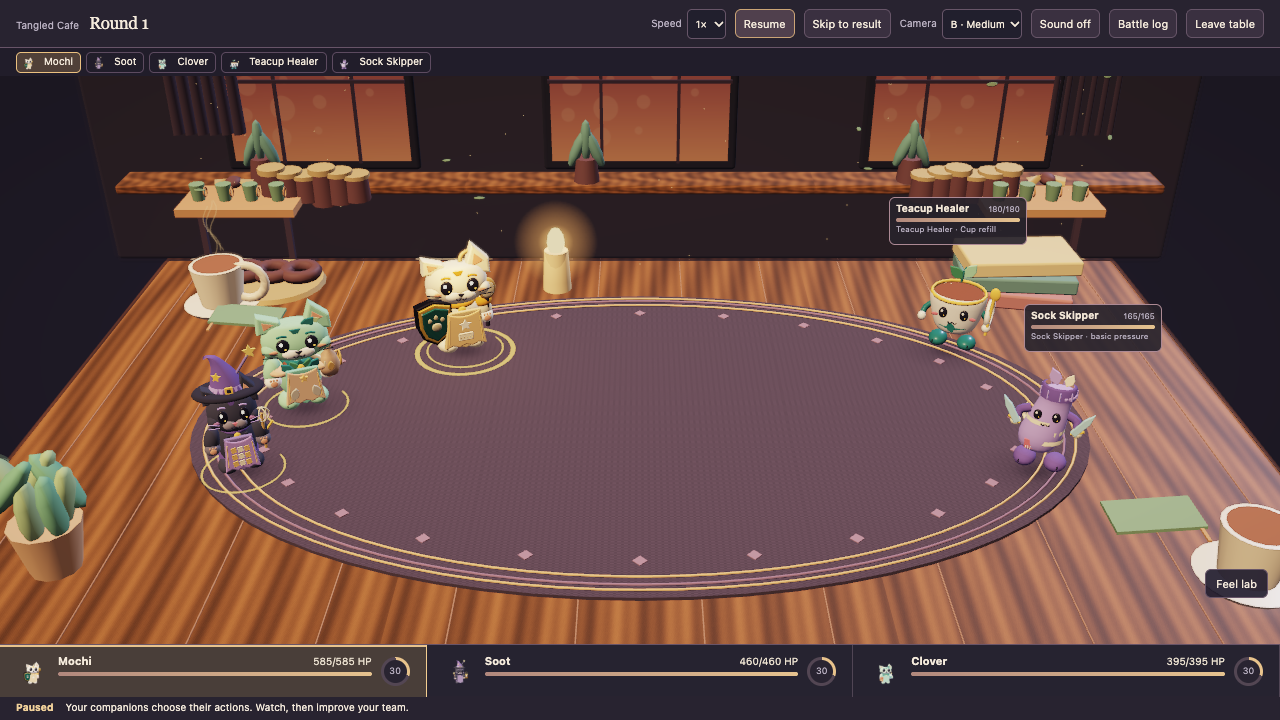 Tangled Cafe Round 1 Speed 1x Resume Skip to result Camera B · Medium Sound off Battle log Leave table
Mochi Soot Clover Teacup Healer Sock Skipper
Teacup Healer 180/180
Teacup Healer · Cup refill
Sock Skipper 165/165
Sock Skipper · basic pressure
Feel lab
Mochi 585/585 HP 30
Soot 460/460 HP 30
Clover 395/395 HP 30
Paused Your companions choose their actions. Watch, then improve your team.